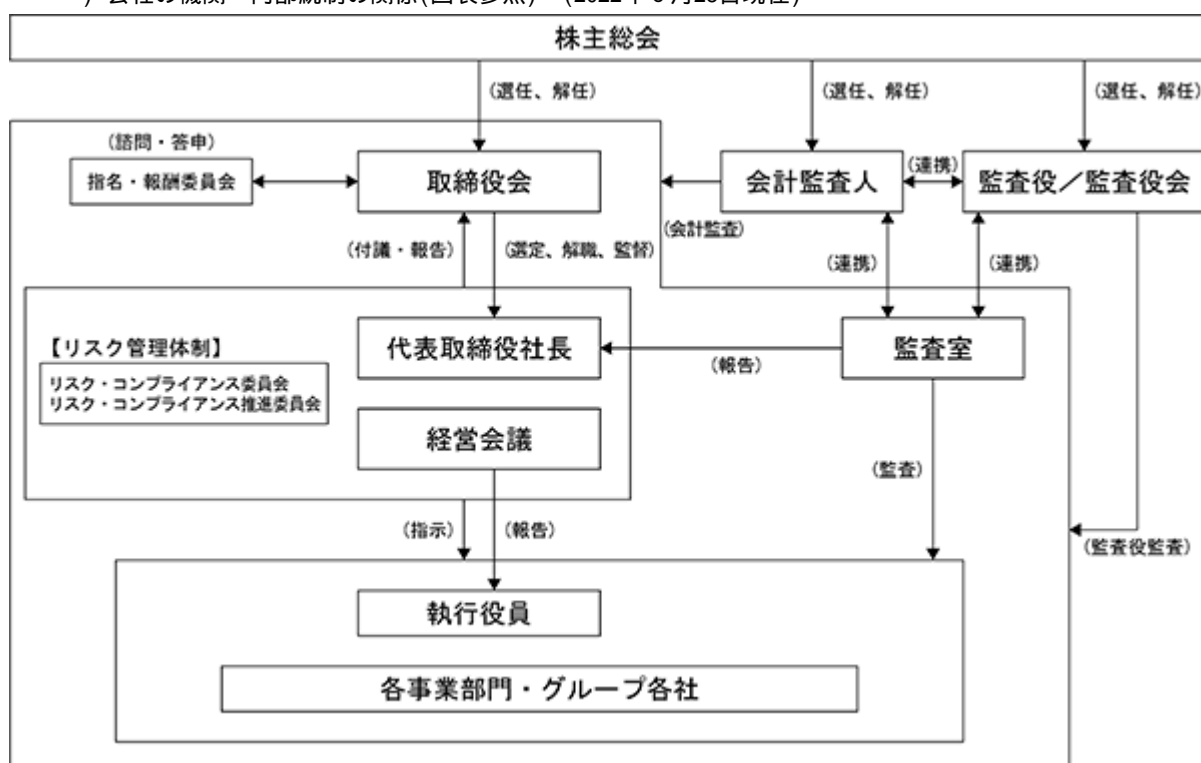 株主総会
(選任、解任)
(選任、解任)
(選任、解任)
(諮問・答申)
指名・報酬委員会
取締役会
会計監査人
(連携)
監査役／監査役会
(会計監査)
(付議・報告)
(選定、解職、監督)
(連携)
(連携)
【リスク管理体制】
リスク・コンプライアンス委員会
リスク・コンプライアンス推進委員会
代表取締役社長
(報告)
監査室
経営会議
(監査)
(指示)
(報告)
(監査役監査)
執行役員
各事業部門・グループ各社